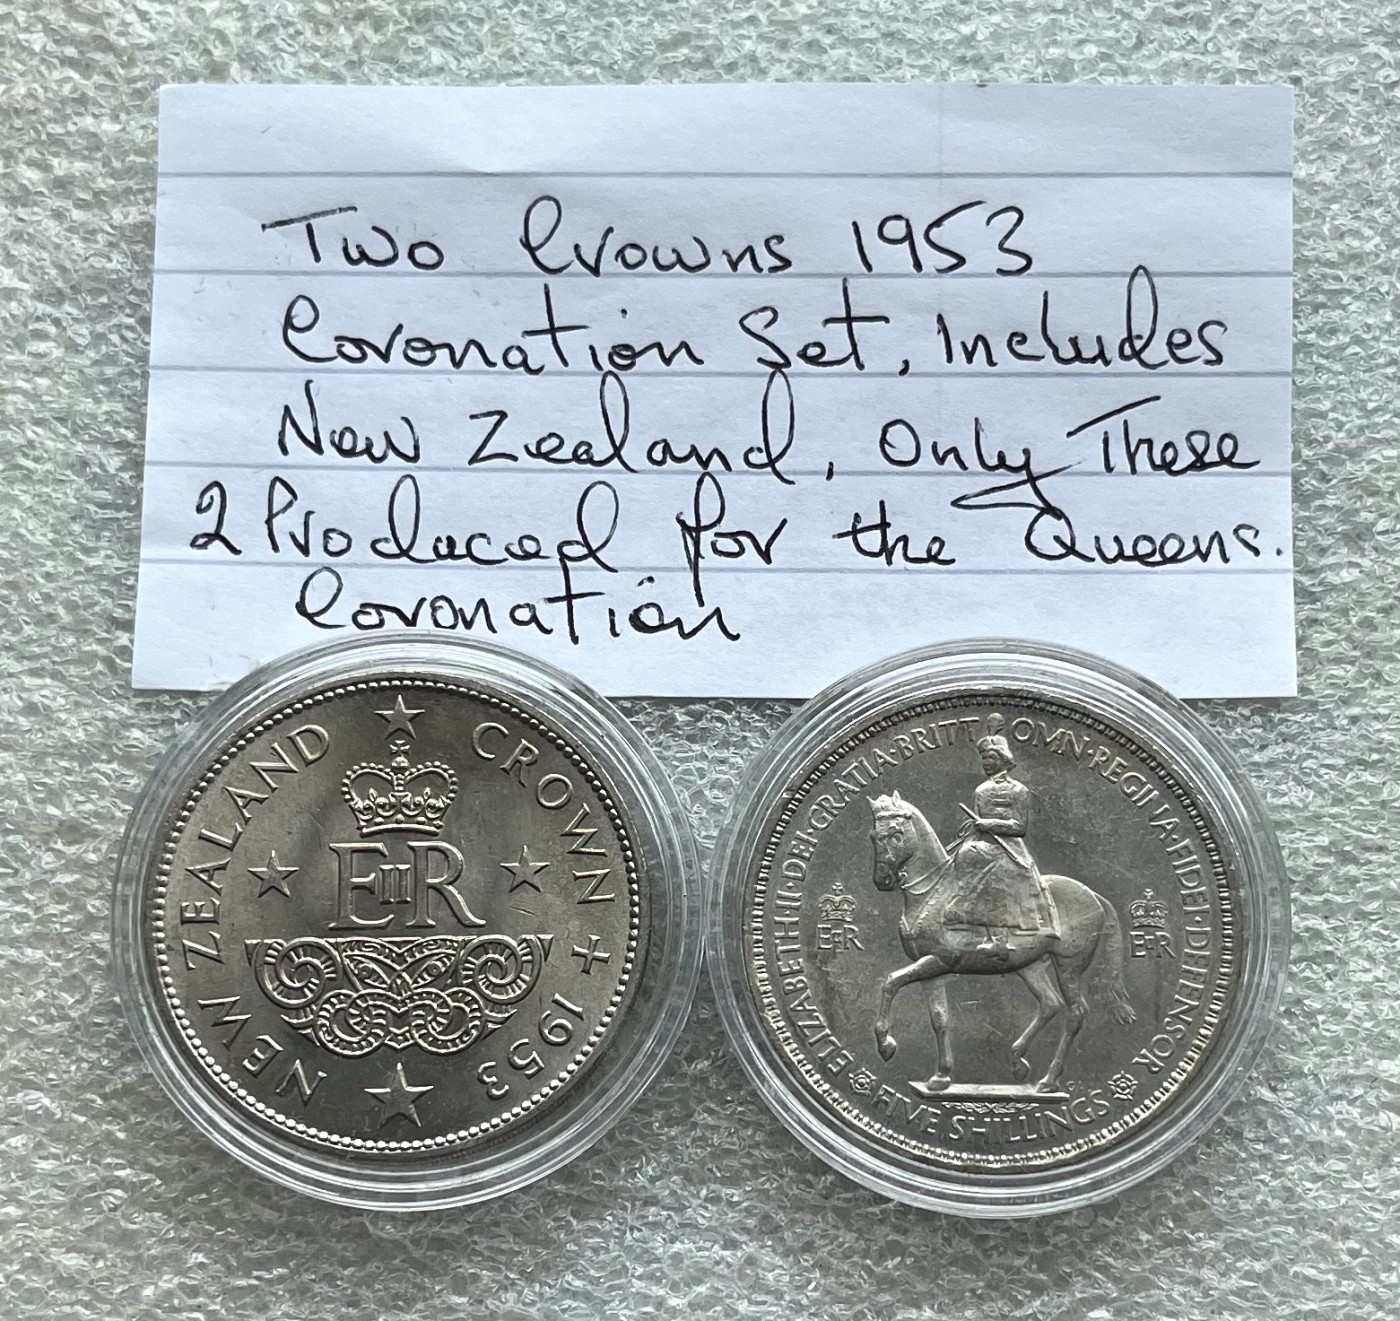 Two Crowns 1953
Coronation Set, Includes
New Zealand, Only These
2 Produced for the Queens.
Coronation
NEW ZEALAND CROWN 1953
EIIR
ELIZABETH·II·DEI·GRATIA·BRITT OMN·REGINA·FIDEI·DEFENSOR
EIIR EIIR
FIVE SHILLINGS